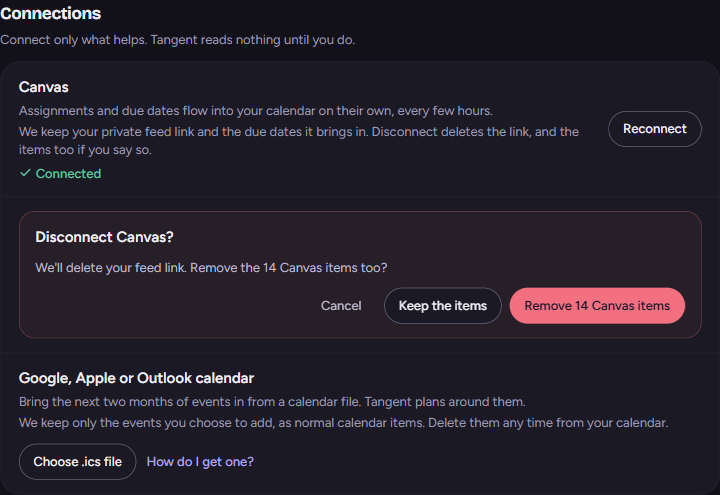 Connections
Connect only what helps. Tangent reads nothing until you do.
Canvas
Assignments and due dates flow into your calendar on their own, every few hours.
We keep your private feed link and the due dates it brings in. Disconnect deletes the link, and the
items too if you say so.
Connected
Reconnect
Disconnect Canvas?
We'll delete your feed link. Remove the 14 Canvas items too?
Cancel
Keep the items
Remove 14 Canvas items
Google, Apple or Outlook calendar
Bring the next two months of events in from a calendar file. Tangent plans around them.
We keep only the events you choose to add, as normal calendar items. Delete them any time from your calendar.
Choose .ics file
How do I get one?